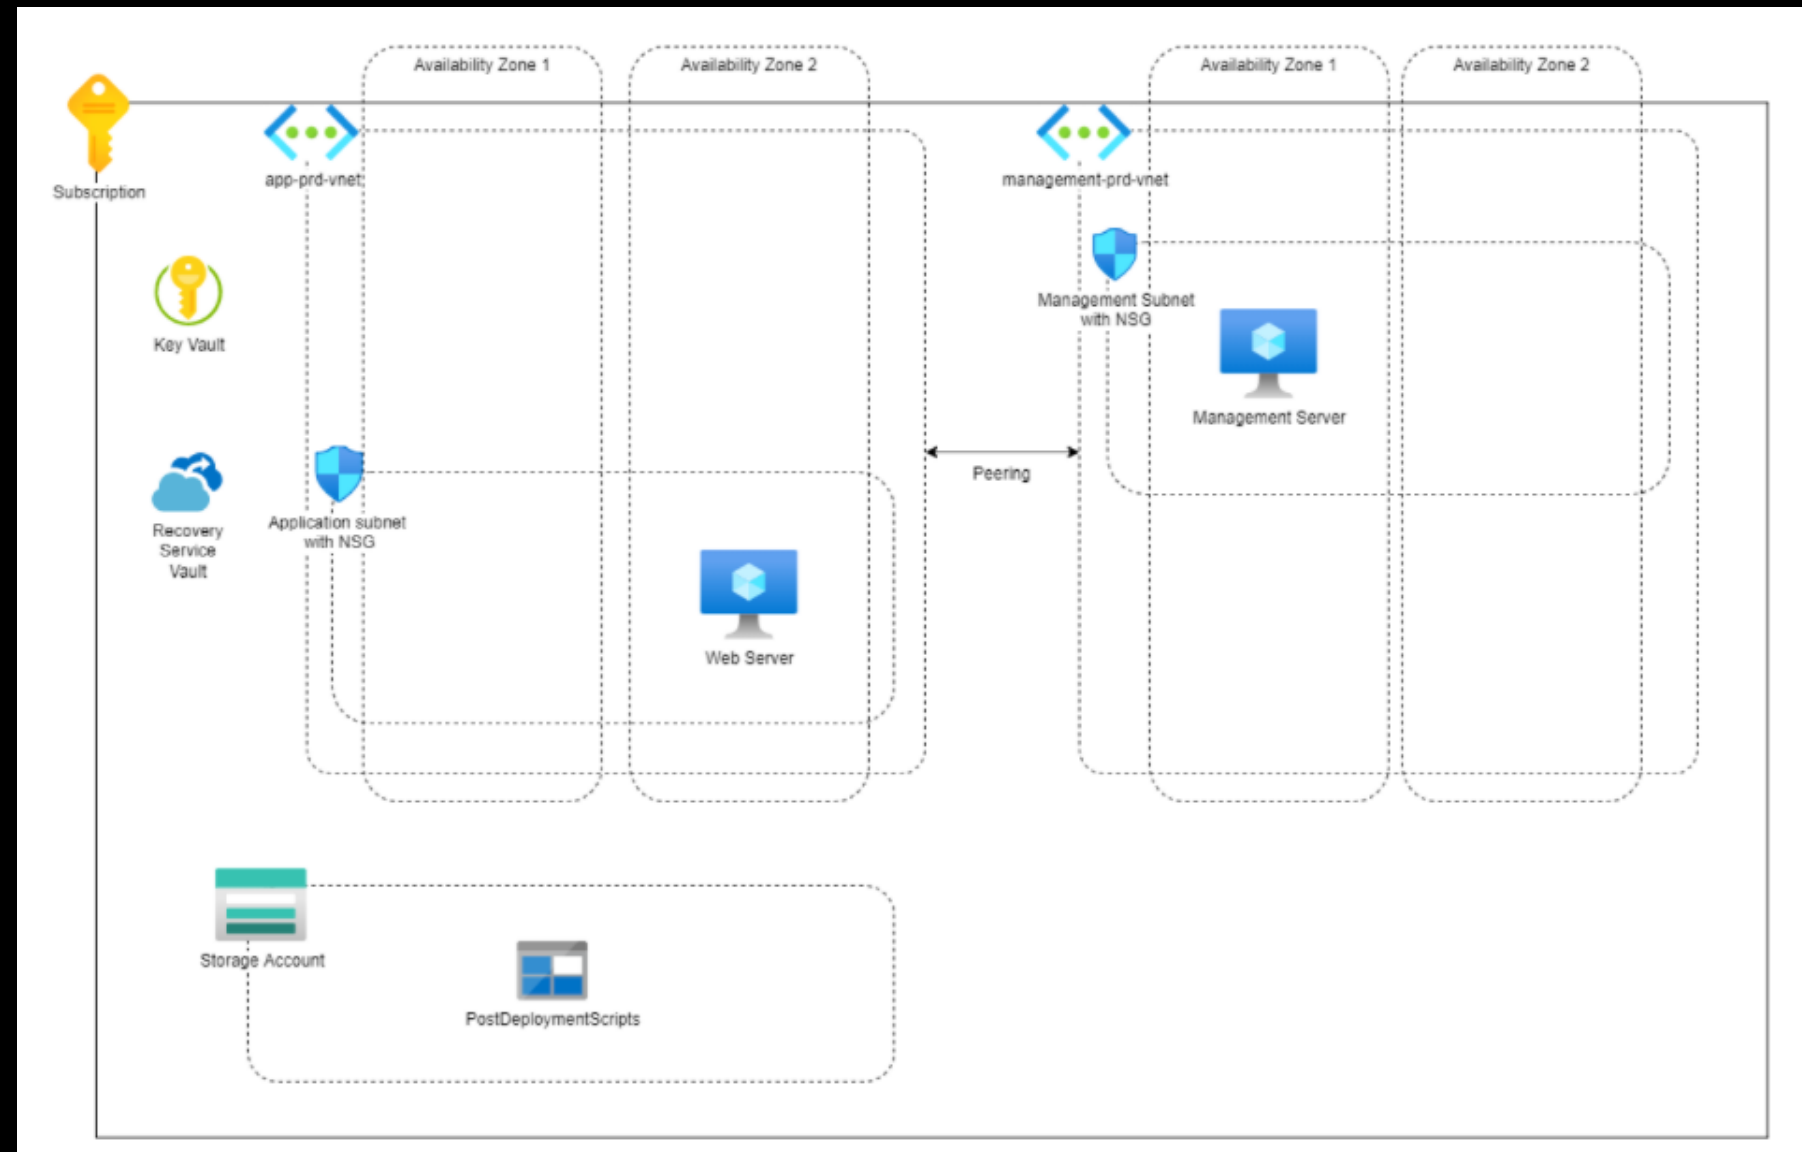 Availability Zone 1
Availability Zone 2
Availability Zone 1
Availability Zone 2
Subscription
app-prd-vnet
management-prd-vnet
Key Vault
Management Subnet
with NSG
Management Server
Peering
Recovery
Service
Vault
Application subnet
with NSG
Web Server
Storage Account
PostDeploymentScripts